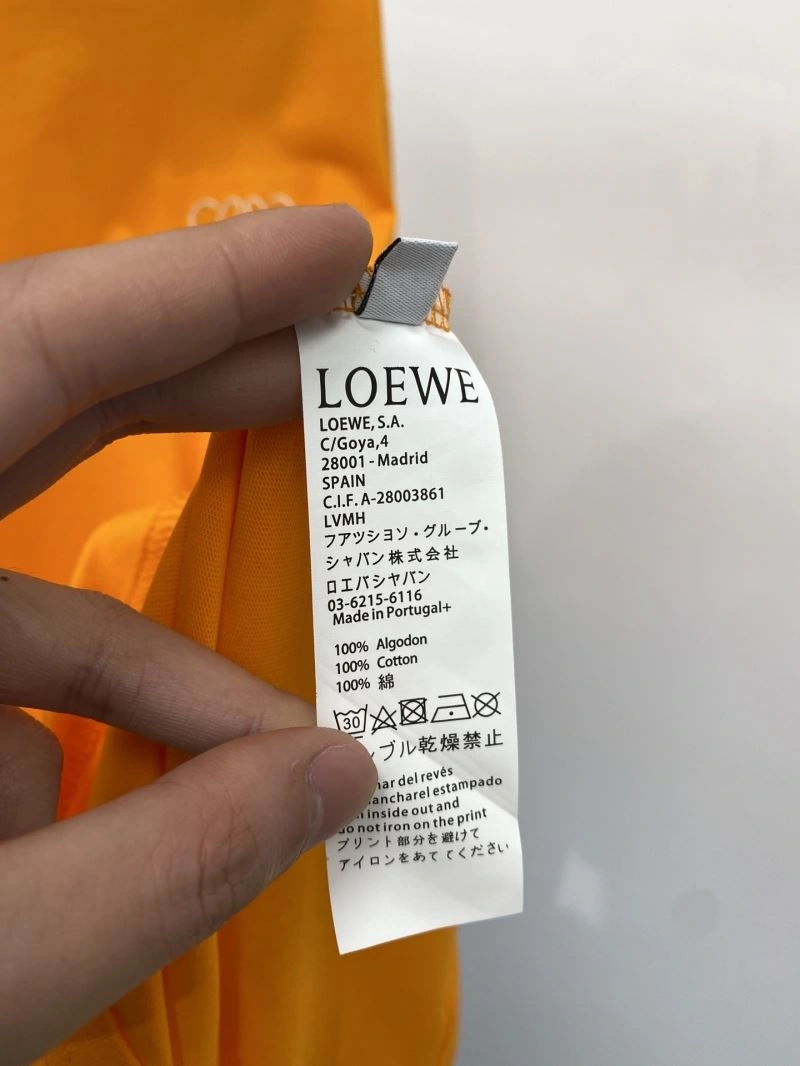 LOEWE
LOEWE, S.A.
C/Goya,4
28001 - Madrid
SPAIN
C.I.F. A-28003861
LVMH
フアツシヨソ・グループ・
シャパン株式会社
ロエバシヤパン
03-6215-6116
Made in Portugal+
100% Algodon
100% Cotton
100% 綿
30
ブル乾燥禁止
del revés
estampado
inside out and
do not iron on the print
プリント部分を避けて
アイロンをあててください